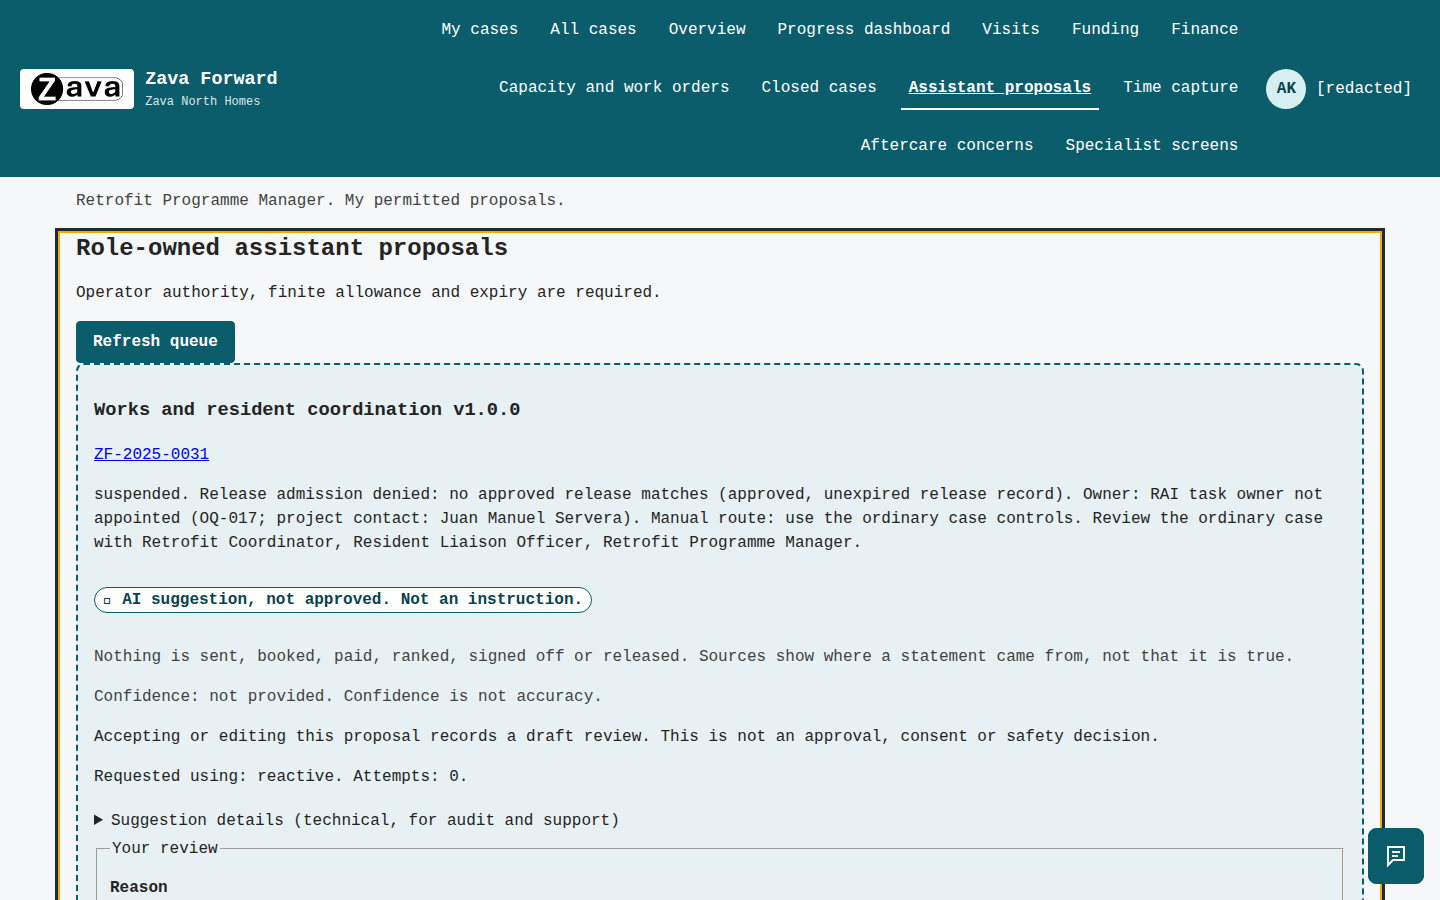 My cases All cases Overview Progress dashboard Visits Funding Finance
Zava
Zava Forward
Zava North Homes
Capacity and work orders Closed cases Assistant proposals Time capture
AK [redacted]
Aftercare concerns Specialist screens
Retrofit Programme Manager. My permitted proposals.
Role-owned assistant proposals
Operator authority, finite allowance and expiry are required.
Refresh queue
Works and resident coordination v1.0.0
ZF-2025-0031
suspended. Release admission denied: no approved release matches (approved, unexpired release record). Owner: RAI task owner not
appointed (OQ-017; project contact: Juan Manuel Servera). Manual route: use the ordinary case controls. Review the ordinary case
with Retrofit Coordinator, Resident Liaison Officer, Retrofit Programme Manager.
AI suggestion, not approved. Not an instruction.
Nothing is sent, booked, paid, ranked, signed off or released. Sources show where a statement came from, not that it is true.
Confidence: not provided. Confidence is not accuracy.
Accepting or editing this proposal records a draft review. This is not an approval, consent or safety decision.
Requested using: reactive. Attempts: 0.
Suggestion details (technical, for audit and support)
Your review
Reason